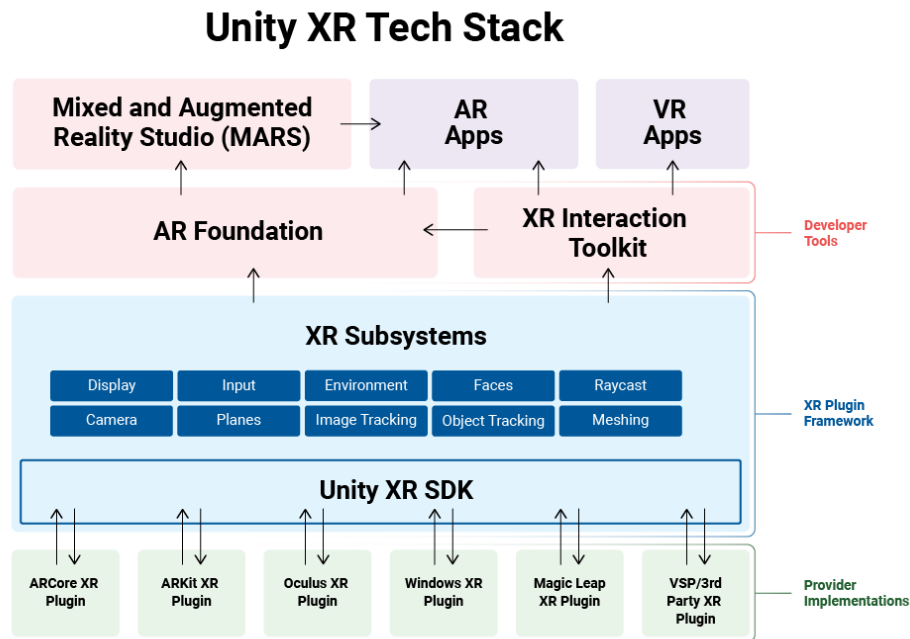 Unity XR Tech Stack
Mixed and Augmented
Reality Studio (MARS)
AR
Apps
VR
Apps
AR Foundation
XR Interaction
Toolkit
Developer
Tools
XR Subsystems
Display
Input
Environment
Faces
Raycast
Camera
Planes
Image Tracking
Object Tracking
Meshing
XR Plugin
Framework
Unity XR SDK
ARCore XR
Plugin
ARKit XR
Plugin
Oculus XR
Plugin
Windows XR
Plugin
Magic Leap
XR Plugin
VSP/3rd
Party XR
Plugin
Provider
Implementations